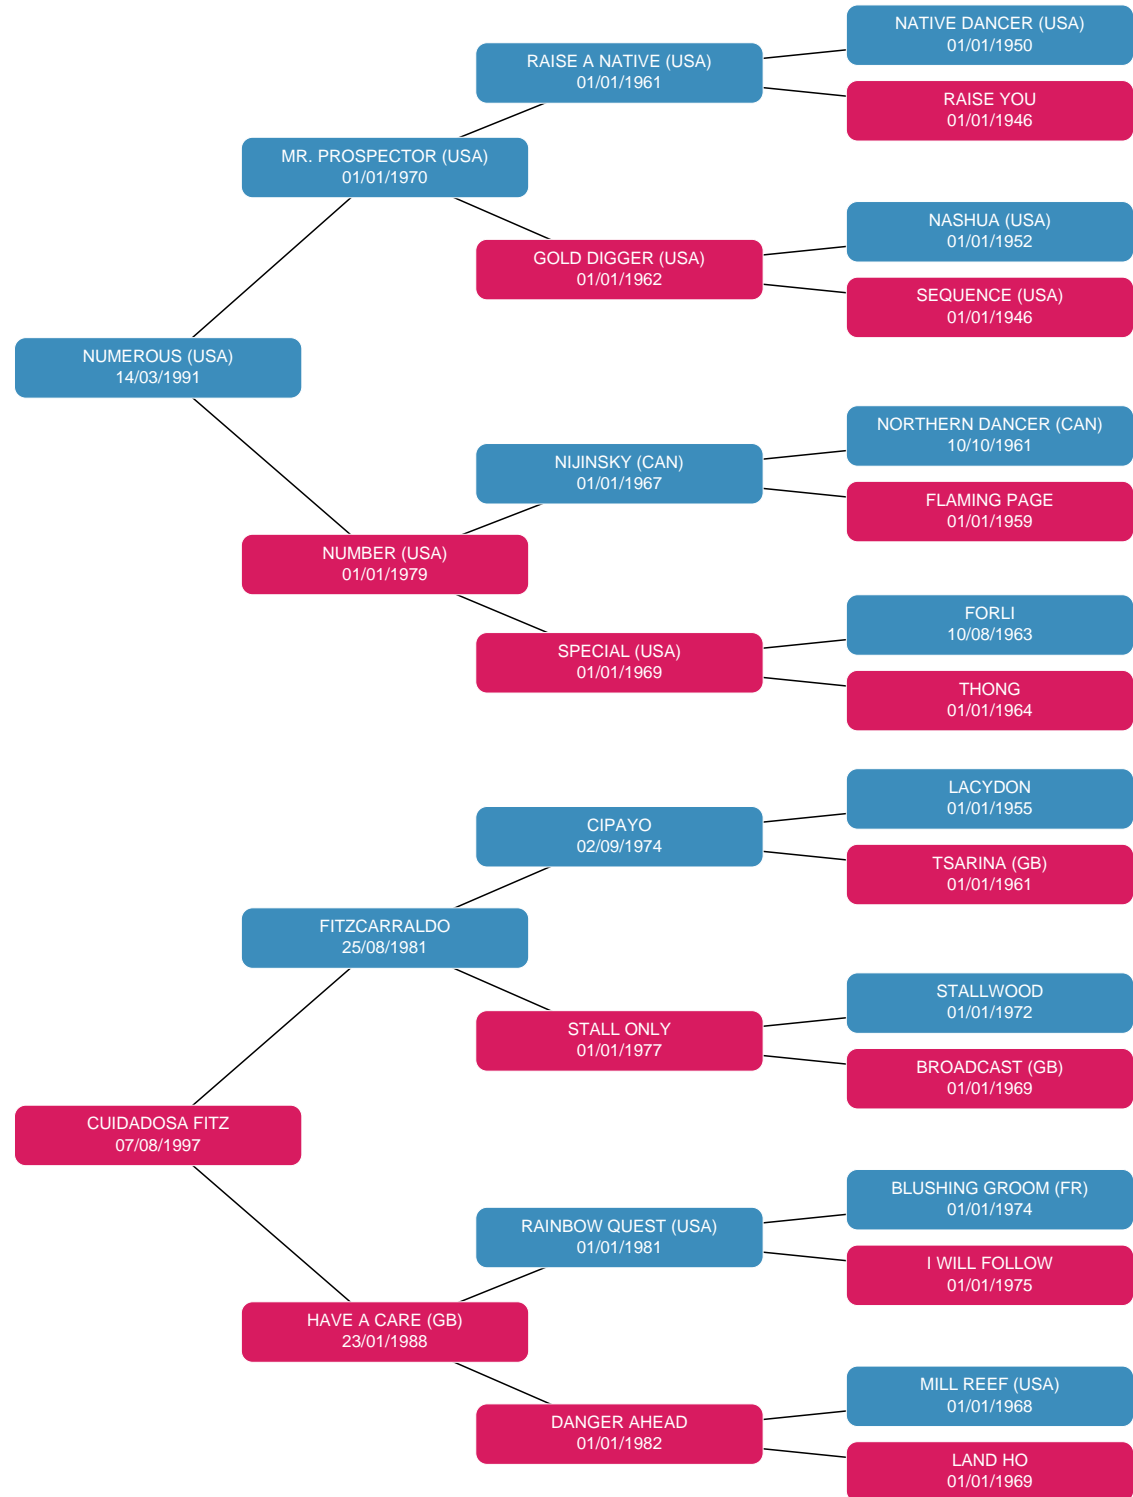 NATIVE DANCER (USA)
01/01/1950
RAISE A NATIVE (USA)
01/01/1961
RAISE YOU
01/01/1946
MR. PROSPECTOR (USA)
01/01/1970
NASHUA (USA)
01/01/1952
GOLD DIGGER (USA)
01/01/1962
SEQUENCE (USA)
01/01/1946
NUMEROUS (USA)
14/03/1991
NORTHERN DANCER (CAN)
10/10/1961
NIJINSKY (CAN)
01/01/1967
FLAMING PAGE
01/01/1959
NUMBER (USA)
01/01/1979
FORLI
10/08/1963
SPECIAL (USA)
01/01/1969
THONG
01/01/1964
LACYDON
01/01/1955
CIPAYO
02/09/1974
TSARINA (GB)
01/01/1961
FITZCARRALDO
25/08/1981
STALLWOOD
01/01/1972
STALL ONLY
01/01/1977
BROADCAST (GB)
01/01/1969
CUIDADOSA FITZ
07/08/1997
BLUSHING GROOM (FR)
01/01/1974
RAINBOW QUEST (USA)
01/01/1981
I WILL FOLLOW
01/01/1975
HAVE A CARE (GB)
23/01/1988
MILL REEF (USA)
01/01/1968
DANGER AHEAD
01/01/1982
LAND HO
01/01/1969